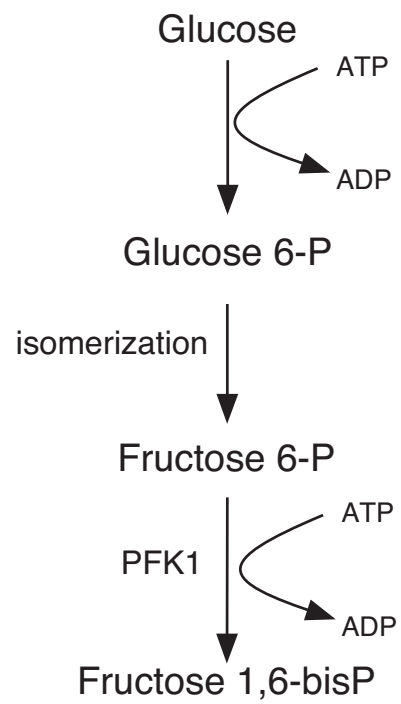 Glucose
ATP
ADP
Glucose 6-P
isomerization
Fructose 6-P
ATP
PFK1
ADP
Fructose 1,6-bisP